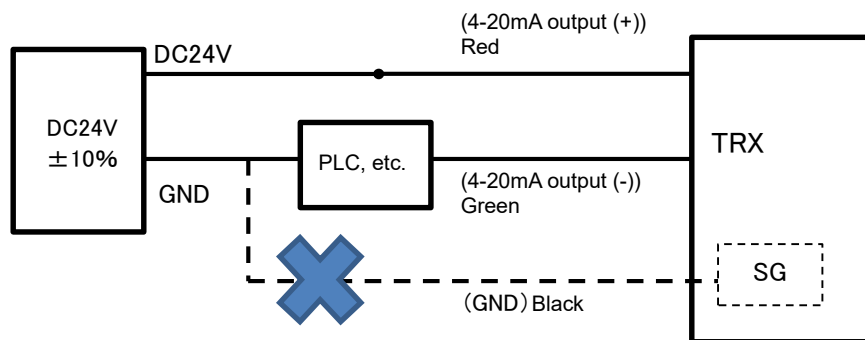 (4-20mA output (+))
Red
DC24V
DC24V
±10%
PLC, etc.
TRX
GND
(4-20mA output (-))
Green
SG
(GND) Black